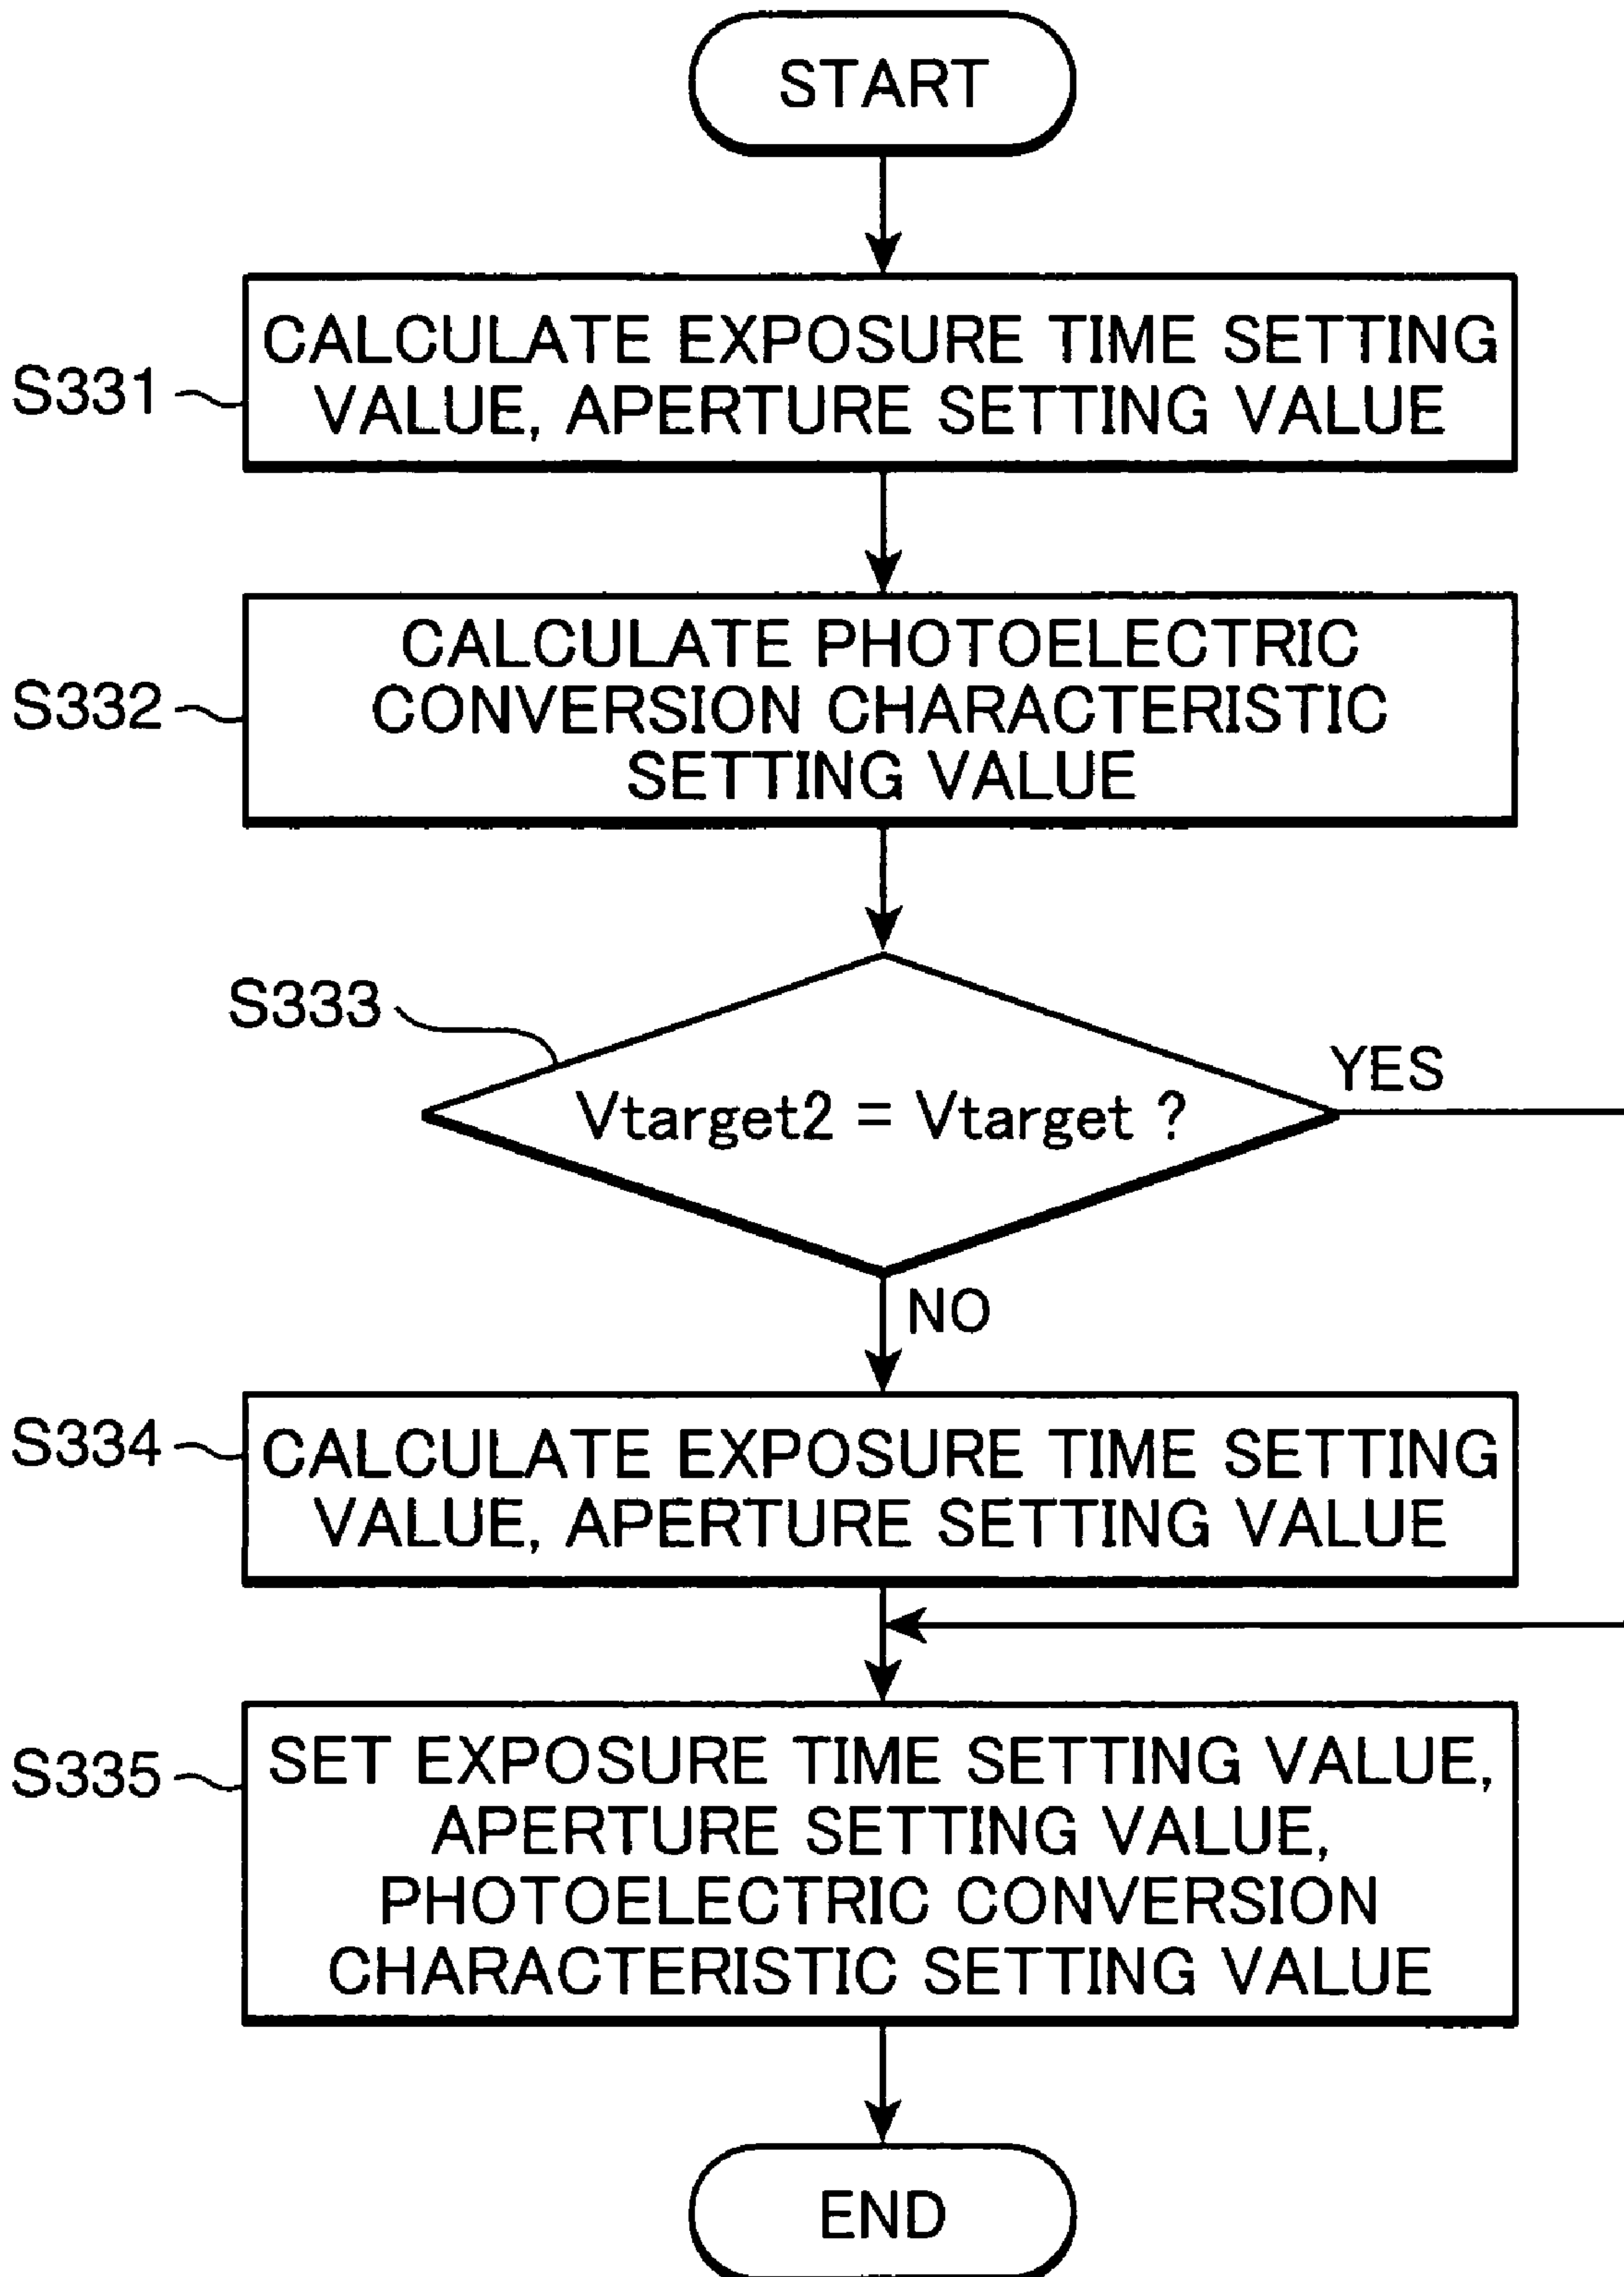 START
S331
CALCULATE EXPOSURE TIME SETTING
VALUE, APERTURE SETTING VALUE
S332
CALCULATE PHOTOELECTRIC
CONVERSION CHARACTERISTIC
SETTING VALUE
S333
Vtarget2 = Vtarget ?
YES
NO
S334
CALCULATE EXPOSURE TIME SETTING
VALUE, APERTURE SETTING VALUE
S335
SET EXPOSURE TIME SETTING VALUE,
APERTURE SETTING VALUE,
PHOTOELECTRIC CONVERSION
CHARACTERISTIC SETTING VALUE
END